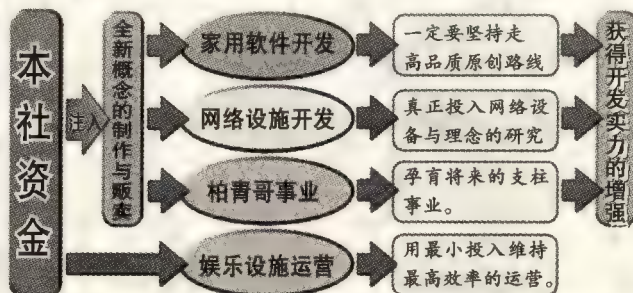 本社资金
注入
全新概念的制作与贩卖
家用软件开发
一定要坚持走
高品质原创路线
网络设施开发
真正投入网络设
备与理念的研究
柏青哥事业
孕育将来的支柱
事业。
娱乐设施运营
用最小投入维持
最高效率的运营。
获得开发实力的增强